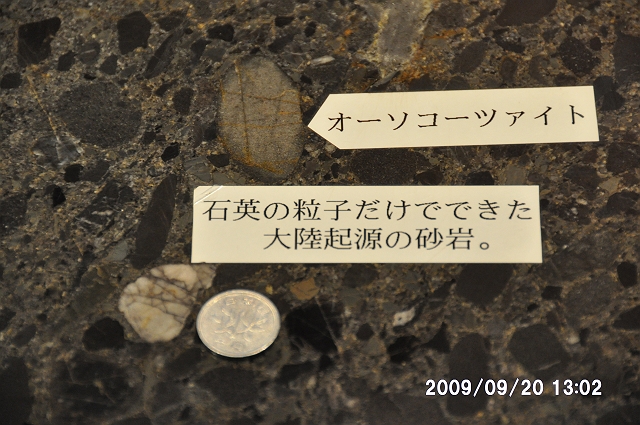 オーソコーツァイト
石英の粒子だけでできた
大陸起源の砂岩。
2009/09/20 13:02